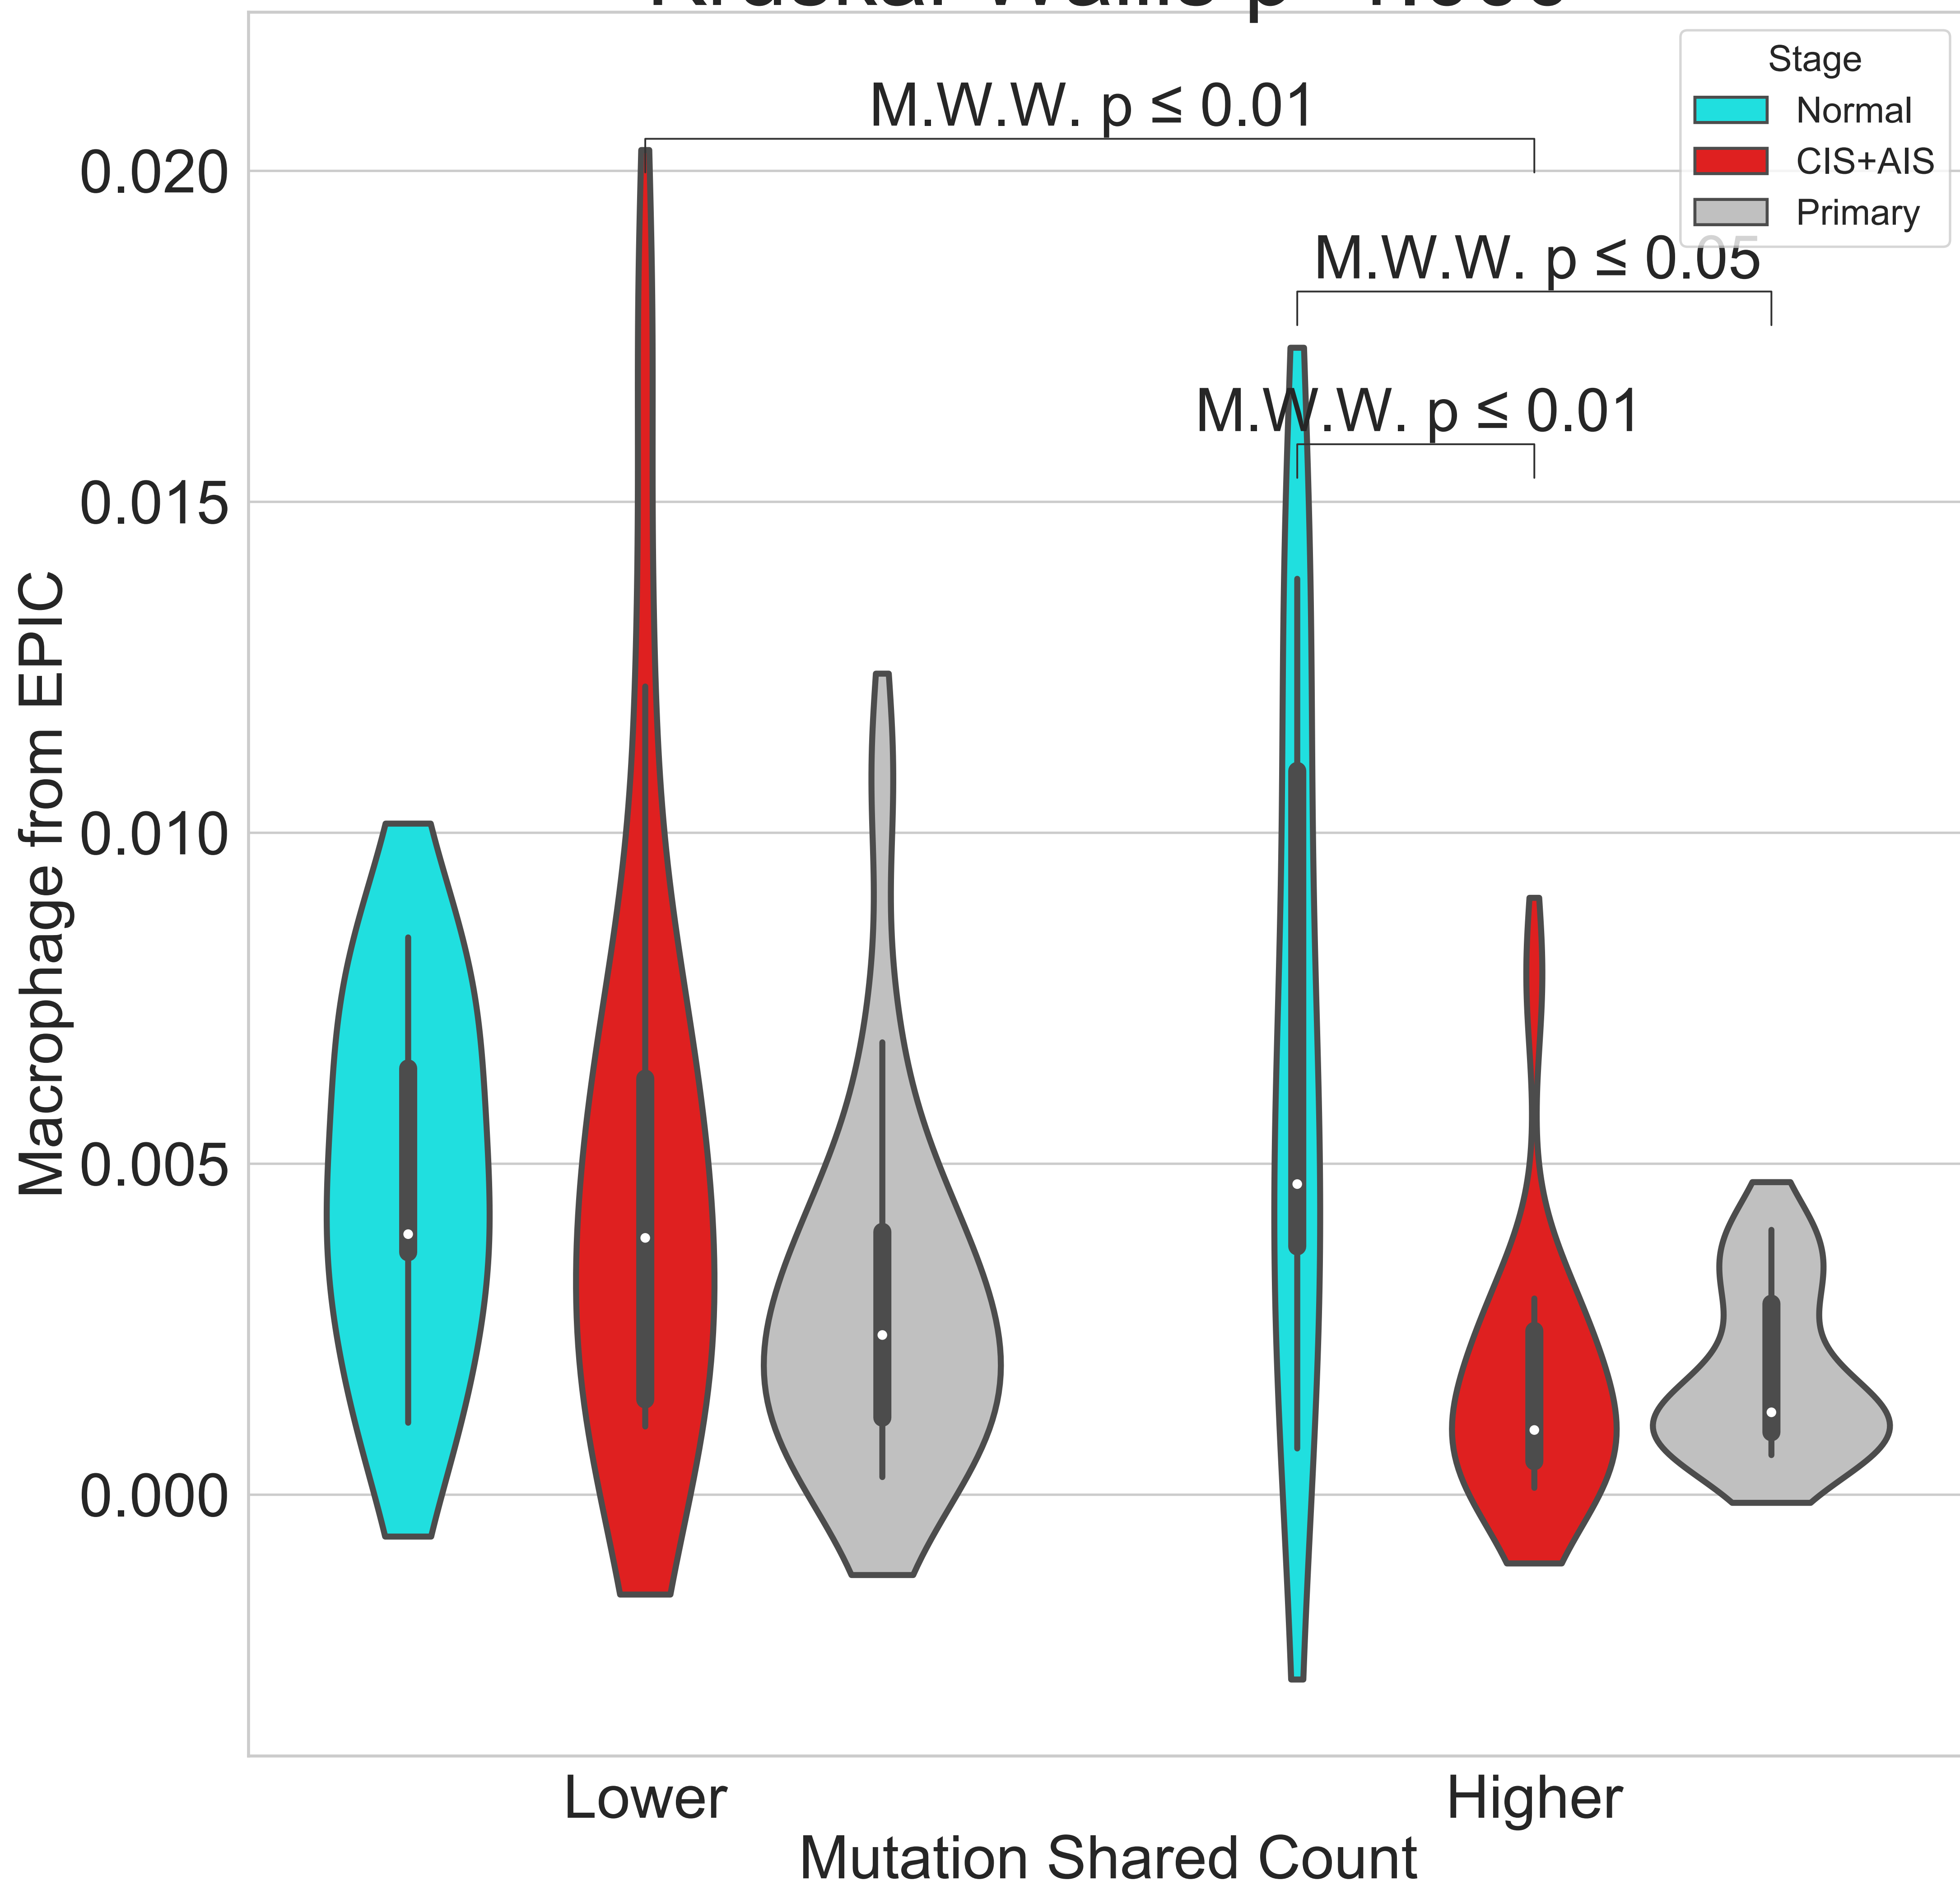 Stage
Normal
CIS+AIS
Primary
M.W.W. p ≤ 0.01
M.W.W. p ≤ 0.05
M.W.W. p ≤ 0.01
0.020
0.015
0.010
0.005
0.000
Macrophage from EPIC
Lower
Higher
Mutation Shared Count